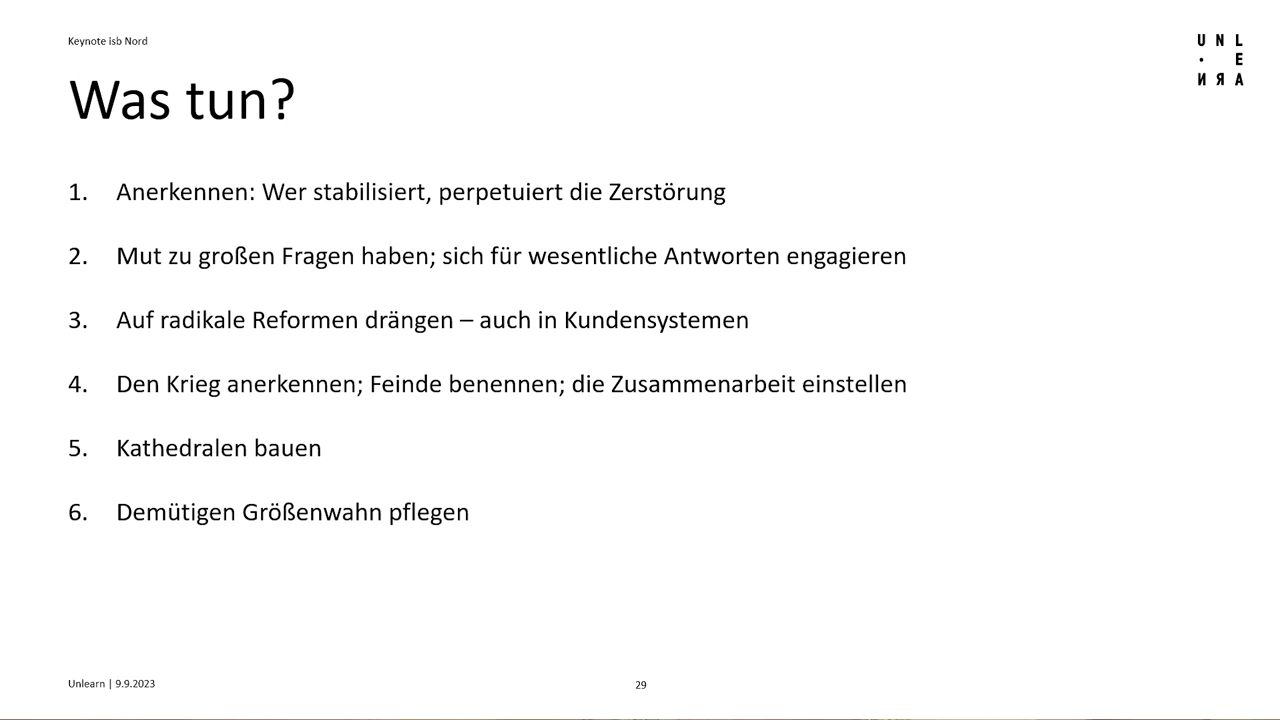 Keynote isb Nord
U N L
· E
И Я A
Was tun?
1. Anerkennen: Wer stabilisiert, perpetuiert die Zerstörung
2. Mut zu großen Fragen haben; sich für wesentliche Antworten engagieren
3. Auf radikale Reformen drängen – auch in Kundensystemen
4. Den Krieg anerkennen; Feinde benennen; die Zusammenarbeit einstellen
5. Kathedralen bauen
6. Demütigen Größenwahn pflegen
Unlearn | 9.9.2023
29